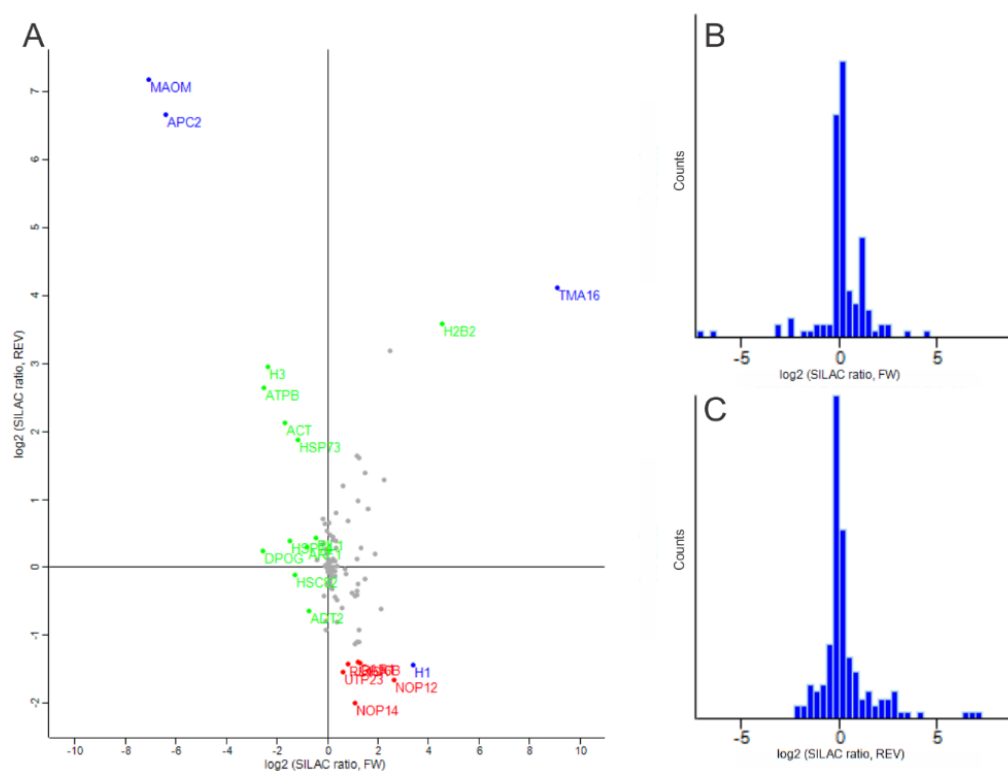 A
B
C
MAOM
APC2
TMA16
H2B2
H3
ATPB
ACT
HSP73
DPOG
HSC82
ADT2
UTP23
H1
NOP12
NOP14
log2 (SILAC ratio, REV)
7
6
5
4
3
2
1
0
-1
-2
-10 -8 -6 -4 -2 0 2 4 6 8 10
log2 (SILAC ratio, FW)
Counts
-5 0 5
log2 (SILAC ratio, FW)
Counts
-5 0 5
log2 (SILAC ratio, REV)